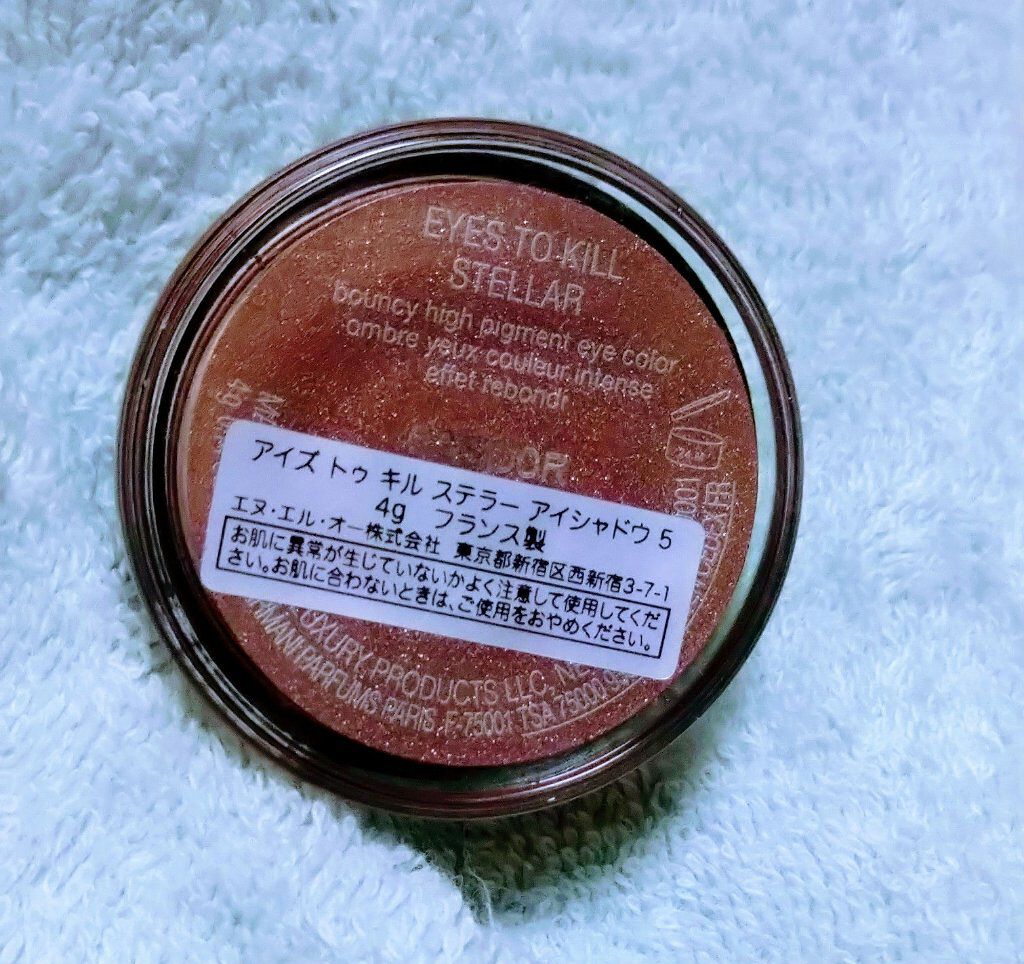 EYES TO KILL
STELLAR
bouncy high pigment eye color
ombre yeux couleur intense
effet rebondi
アイズ トゥ キル ステラー アイシャドウ 5
4g フランス製
エヌ・エル・オー株式会社 東京都新宿区西新宿3-7-1
お肌に異常が生じていないかよく注意して使用してくだ
さい。お肌に合わないときは、ご使用をおやめください。
LUXURY PRODUCTS LLC,
PARFUMS PARIS F-75001 TSA 75000